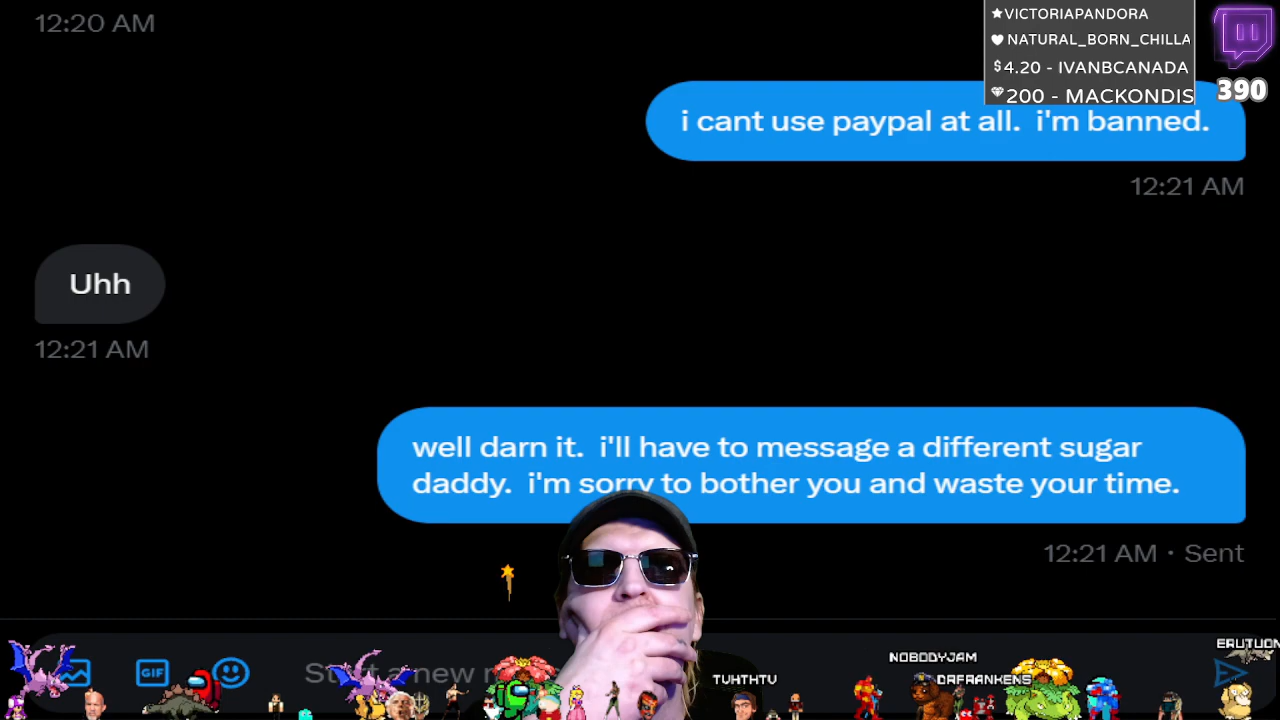 12:20 AM
★VICTORIAPANDORA
NATURAL_BORN_CHILLA
$4.20 - IVANBCANADA
200 - MACKONDIS
390
i cant use paypal at all. i'm banned.
12:21 AM
Uhh
12:21 AM
well darn it. i'll have to message a different sugar
daddy. i'm sorry to bother you and waste your time.
12:21 AM · Sent
GIF
new
TUHTHTU
NOBODYJAM
DAFRANKENS